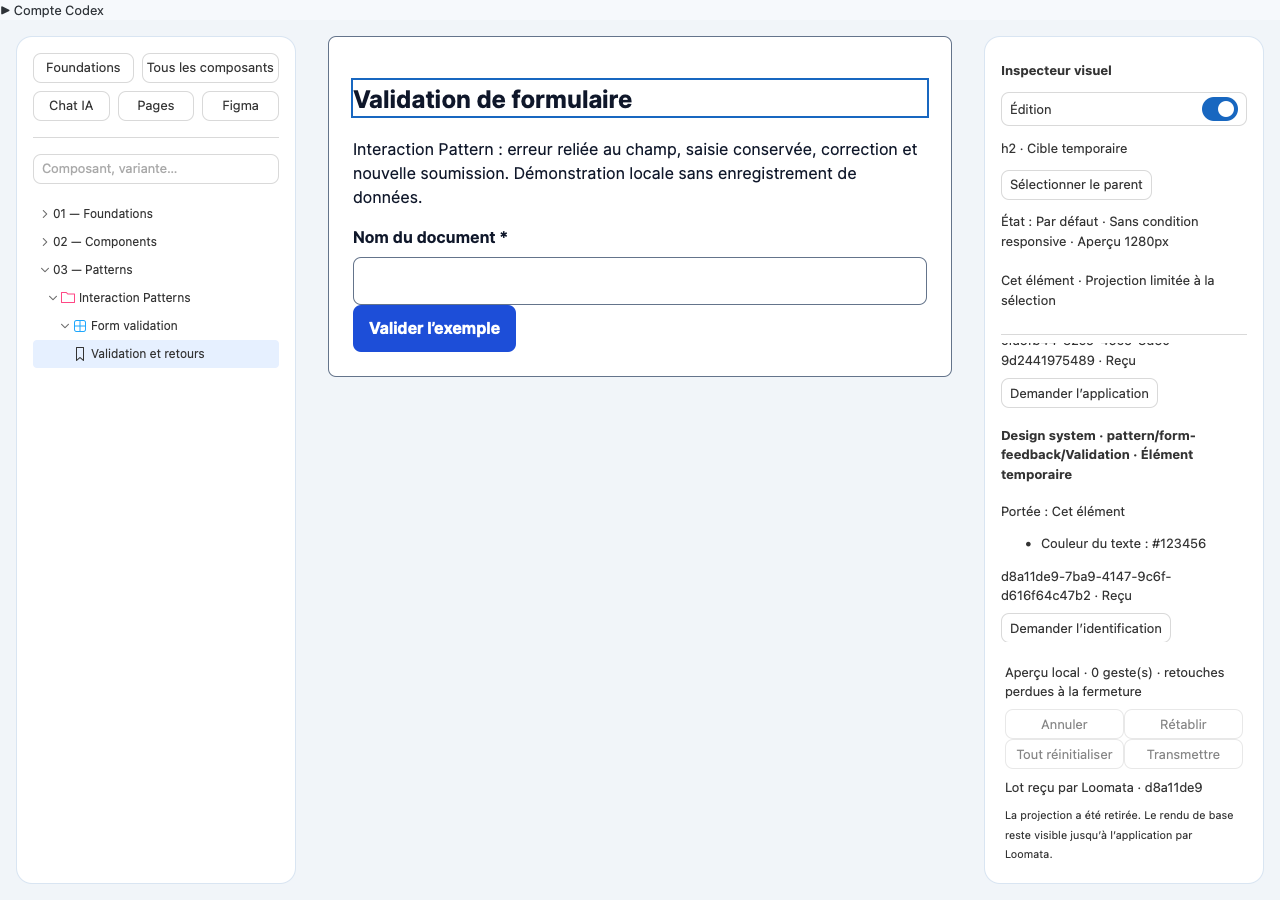 Compte Codex
Foundations
Tous les composants
Chat IA
Pages
Figma
Composant, variante...
01 — Foundations
02 — Components
03 — Patterns
Interaction Patterns
Form validation
Validation et retours
Validation de formulaire
Interaction Pattern : erreur reliée au champ, saisie conservée, correction et
nouvelle soumission. Démonstration locale sans enregistrement de
données.
Nom du document *
Valider l’exemple
Inspecteur visuel
Édition
h2 · Cible temporaire
Sélectionner le parent
État : Par défaut · Sans condition
responsive · Aperçu 1280px
Cet élément · Projection limitée à la
sélection
9d2441975489 · Reçu
Demander l’application
Design system · pattern/form-
feedback/Validation · Élément
temporaire
Portée : Cet élément
• Couleur du texte : #123456
d8a11de9-7ba9-4147-9c6f-
d616f64c47b2 · Reçu
Demander l’identification
Aperçu local · 0 geste(s) · retouches
perdues à la fermeture
Annuler
Rétablir
Tout réinitialiser
Transmettre
Lot reçu par Loomata · d8a11de9
La projection a été retirée. Le rendu de base
reste visible jusqu’à l’application par
Loomata.